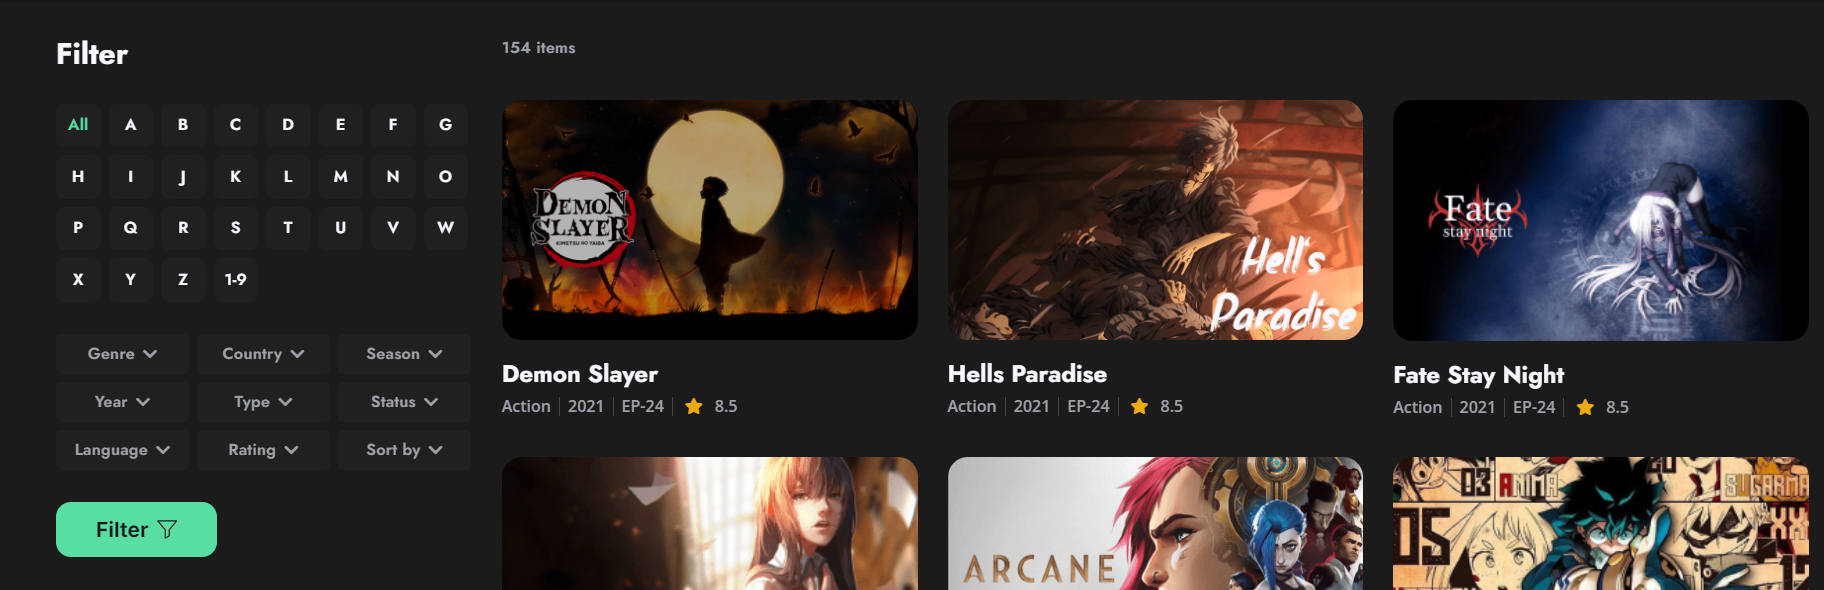 Filter
All A B C D E F G
H I J K L M N O
P Q R S T U V W
X Y Z 1-9
Genre Country Season
Year Type Status
Language Rating Sort by
Filter
154 items
DEMON
SLAYER
KIMETSU NO YAIBA
Hell's
Paradise
Fate
stay night
Demon Slayer
Action 2021 EP-24 8.5
Hells Paradise
Action 2021 EP-24 8.5
Fate Stay Night
Action 2021 EP-24 8.5
ARCANE
03 ANIMA
20
SUGARMA
05
XX